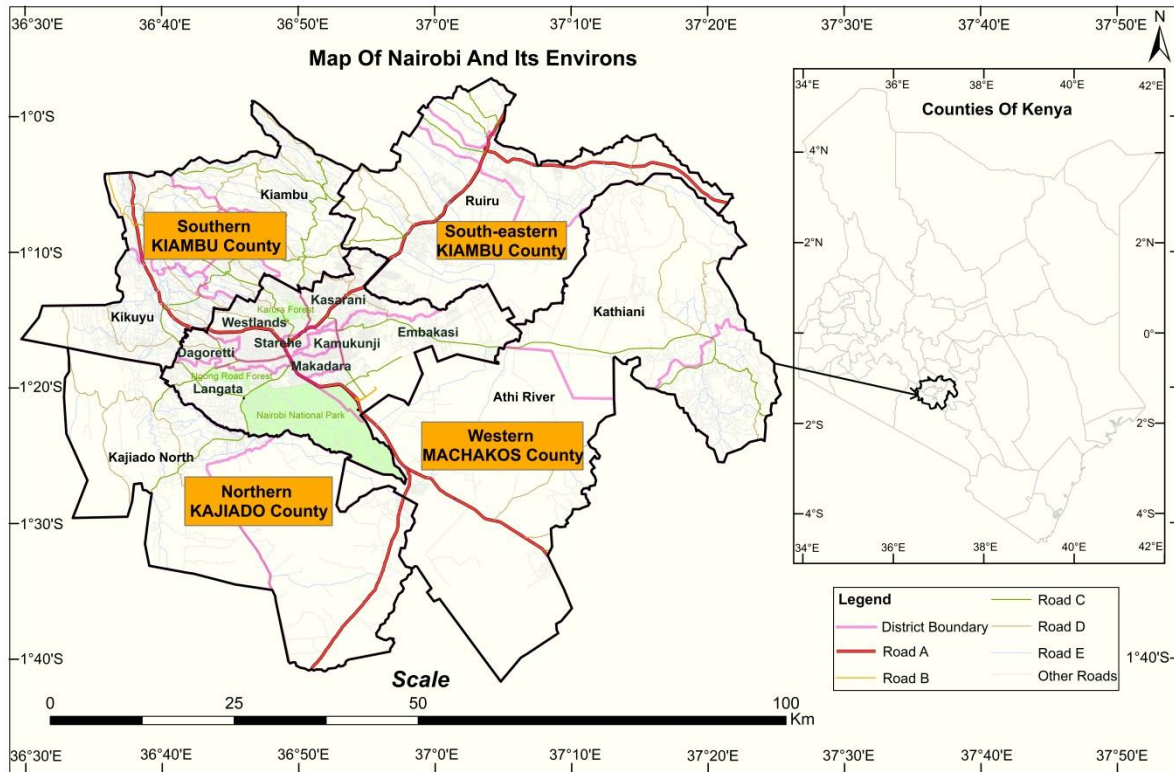 36°30'E 36°40'E 36°50'E 37°0'E 37°10'E 37°20'E 37°30'E 37°40'E 37°50'E
N
Map Of Nairobi And Its Environs
34°E 36°E 38°E 40°E 42°E
Counties Of Kenya
-1°0'S
4°N
Kiambu
Ruiru
Southern
KIAMBU County
South-eastern
KIAMBU County
2°N
2°N
-1°10'S
Kasarani
Karura Forest
Kathiani
Kikuyu
Westlands
Embakasi
0
0
Starehe
Kamukunji
Dagoretti
Makadara
Ngong Road Forest
-1°20'S
Langata
Athi River
Nairobi National Park
2°S
2°S
Western
MACHAKOS County
Kajiado North
Northern
KAJIADO County
-1°30'S
4°S
4°S
34°E 36°E 38°E 40°E 42°E
Legend
District Boundary
Road A
Road B
Road C
Road D
Road E
Other Roads
-1°40'S
1°40'S
Scale
0 25 50 100
Km
36°30'E 36°40'E 36°50'E 37°0'E 37°10'E 37°20'E 37°30'E 37°40'E 37°50'E